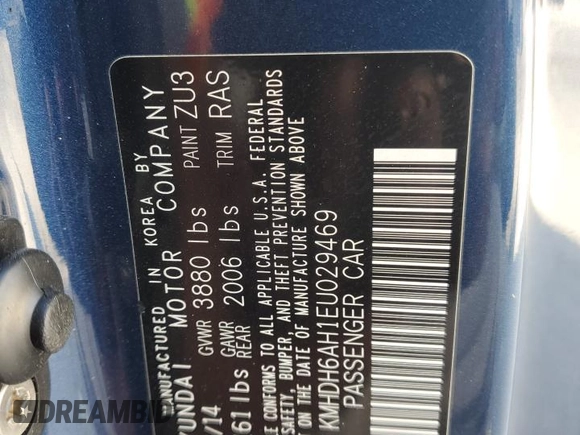 MANUFACTURED IN KOREA BY
HYUNDAI MOTOR COMPANY
/14 GVWR 3880 lbs PAINT ZU3
61 lbs GAWR REAR 2006 lbs TRIM RAS
CONFORMS TO ALL APPLICABLE U.S.A. FEDERAL
SAFETY, BUMPER, AND THEFT PREVENTION STANDARDS
DATE OF MANUFACTURE SHOWN ABOVE
KMHDH6AH1EU029469
PASSENGER CAR
DREAMBID